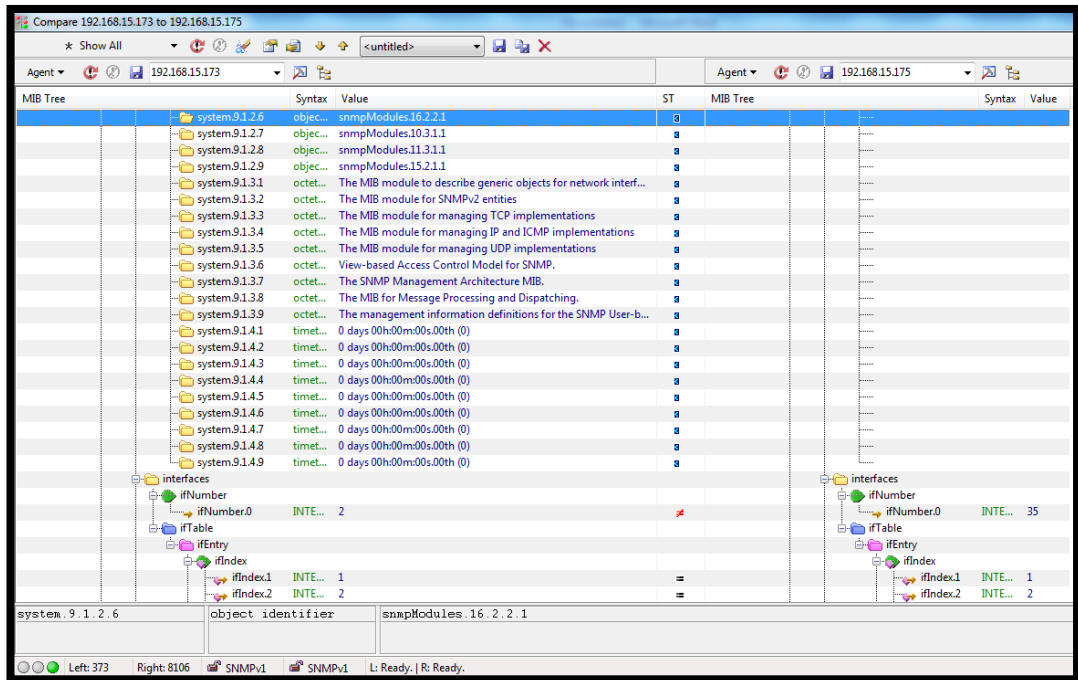 Compare 192.168.15.173 to 192.168.15.175
* Show All <untitled>
Agent 192.168.15.173 Agent 192.168.15.175
MIB Tree Syntax Value ST MIB Tree Syntax Value
system.9.1.2.6 objec... snmpModules.16.2.2.1
system.9.1.2.7 objec... snmpModules.10.3.1.1
system.9.1.2.8 objec... snmpModules.11.3.1.1
system.9.1.2.9 objec... snmpModules.15.2.1.1
system.9.1.3.1 octet... The MIB module to describe generic objects for network interf...
system.9.1.3.2 octet... The MIB module for SNMPv2 entities
system.9.1.3.3 octet... The MIB module for managing TCP implementations
system.9.1.3.4 octet... The MIB module for managing IP and ICMP implementations
system.9.1.3.5 octet... The MIB module for managing UDP implementations
system.9.1.3.6 octet... View-based Access Control Model for SNMP.
system.9.1.3.7 octet... The SNMP Management Architecture MIB.
system.9.1.3.8 octet... The MIB for Message Processing and Dispatching.
system.9.1.3.9 octet... The management information definitions for the SNMP User-b...
system.9.1.4.1 timet... 0 days 00h:00m:00s.00th (0)
system.9.1.4.2 timet... 0 days 00h:00m:00s.00th (0)
system.9.1.4.3 timet... 0 days 00h:00m:00s.00th (0)
system.9.1.4.4 timet... 0 days 00h:00m:00s.00th (0)
system.9.1.4.5 timet... 0 days 00h:00m:00s.00th (0)
system.9.1.4.6 timet... 0 days 00h:00m:00s.00th (0)
system.9.1.4.7 timet... 0 days 00h:00m:00s.00th (0)
system.9.1.4.8 timet... 0 days 00h:00m:00s.00th (0)
system.9.1.4.9 timet... 0 days 00h:00m:00s.00th (0)
interfaces interfaces
ifNumber ifNumber
ifNumber.0 INTE... 2 ≠ ifNumber.0 INTE... 35
ifTable ifTable
ifEntry ifEntry
ifIndex ifIndex
ifIndex.1 INTE... 1 = ifIndex.1 INTE... 1
ifIndex.2 INTE... 2 = ifIndex.2 INTE... 2
system.9.1.2.6 object identifier snmpModules.16.2.2.1
Left: 373 Right: 8106 SNMPv1 SNMPv1 L: Ready. | R: Ready.